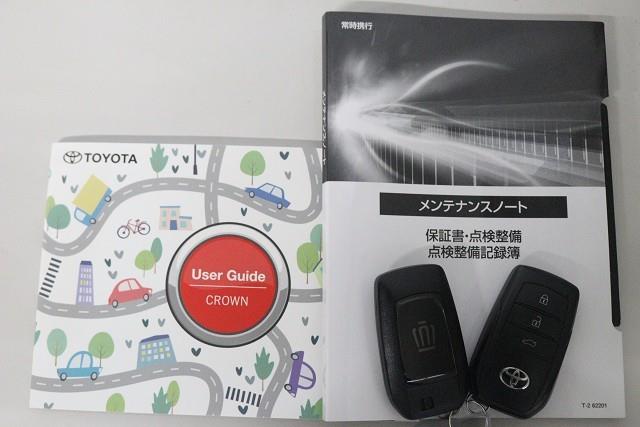 TOYOTA
User Guide
CROWN
常時携行
メンテナンスノート
保証書・点検整備
点検整備記録簿
T-2 62201